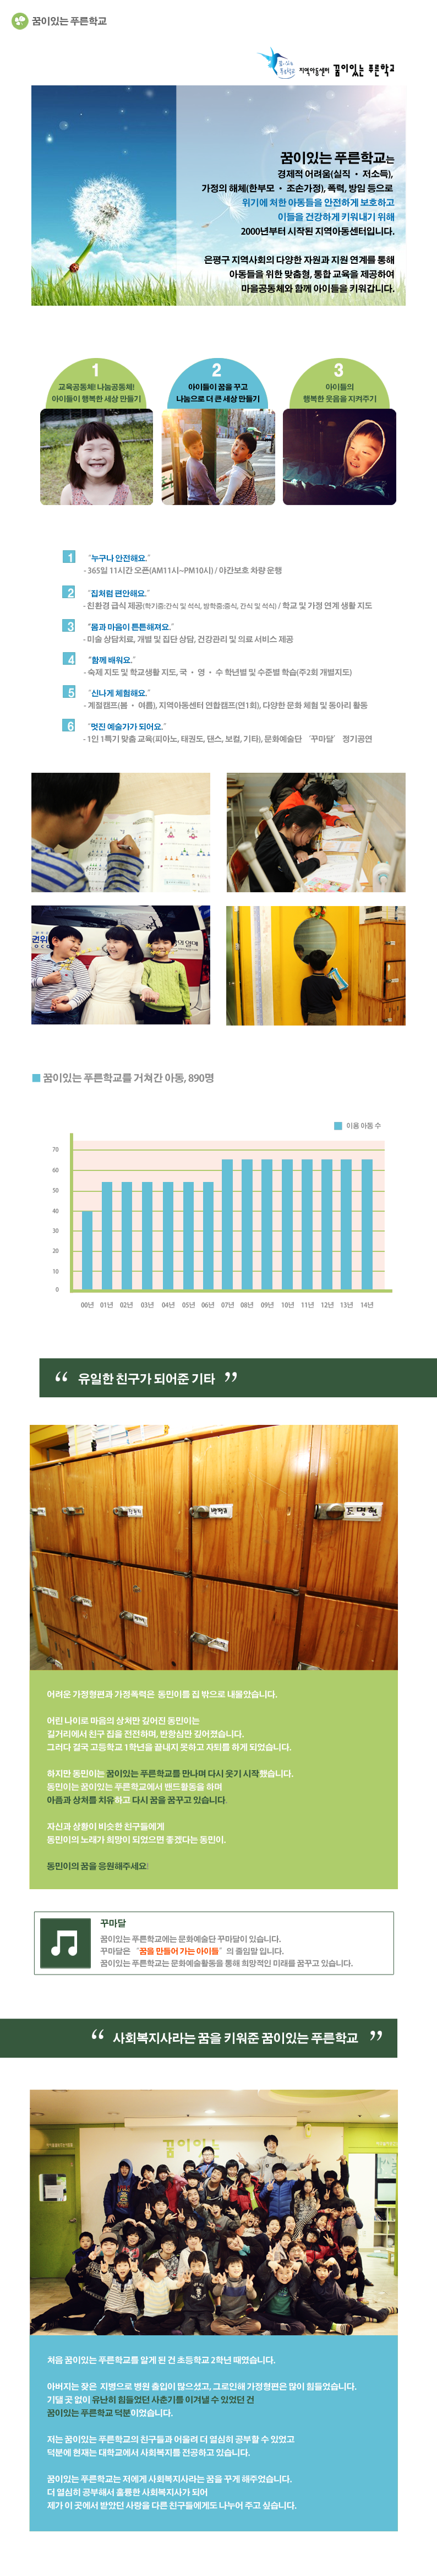 꿈이있는 푸른학교
지역아동센터 꿈이있는 푸른학교
꿈이있는 푸른학교는
경제적 어려움(실직 · 저소득),
가정의 해체(한부모 · 조손가정), 폭력, 방임 등으로
위기에 처한 아동들을 안전하게 보호하고
이들을 건강하게 키워내기 위해
2000년부터 시작된 지역아동센터입니다.
은평구 지역사회의 다양한 자원과 지원 연계를 통해
아동들을 위한 맞춤형, 통합 교육을 제공하여
마을공동체와 함께 아이들을 키워갑니다.
1
교육공동체! 나눔공동체!
아이들이 행복한 세상 만들기
2
아이들이 꿈을 꾸고
나눔으로 더 큰 세상 만들기
3
아이들의
행복한 웃음을 지켜주기
1 "누구나 안전해요."
- 365일 11시간 오픈(AM11시~PM10시) / 야간보호 차량 운행
2 "집처럼 편안해요."
- 친환경 급식 제공(학기중:간식 및 석식, 방학중:중식, 간식 및 석식) / 학교 및 가정 연계 생활 지도
3 "몸과 마음이 튼튼해져요."
- 미술 상담치료, 개별 및 집단 상담, 건강관리 및 의료 서비스 제공
4 "함께 배워요."
- 숙제 지도 및 학교생활 지도, 국 · 영 · 수 학년별 및 수준별 학습(주2회 개별지도)
5 "신나게 체험해요."
- 계절캠프(봄 · 여름), 지역아동센터 연합캠프(연1회), 다양한 문화 체험 및 동아리 활동
6 "멋진 예술가가 되어요."
- 1인 1특기 맞춤 교육(피아노, 태권도, 댄스, 보컬, 기타), 문화예술단 '꾸마달' 정기공연
꿈이있는 푸른학교를 거쳐간 아동, 890명
이용 아동 수
70
60
50
40
30
20
10
0
00년 01년 02년 03년 04년 05년 06년 07년 08년 09년 10년 11년 12년 13년 14년
“ 유일한 친구가 되어준 기타 ”
도명현
어려운 가정형편과 가정폭력은 동민이를 집 밖으로 내몰았습니다.
어린 나이로 마음의 상처만 깊어진 동민이는
길거리에서 친구 집을 전전하며, 반항심만 깊어졌습니다.
그러다 결국 고등학교 1학년을 끝내지 못하고 자퇴를 하게 되었습니다.
하지만 동민이는 꿈이있는 푸른학교를 만나며 다시 웃기 시작했습니다.
동민이는 꿈이있는 푸른학교에서 밴드활동을 하며
아픔과 상처를 치유하고 다시 꿈을 꿈꾸고 있습니다.
자신과 상황이 비슷한 친구들에게
동민이의 노래가 희망이 되었으면 좋겠다는 동민이.
동민이의 꿈을 응원해주세요!
꾸마달
꿈이있는 푸른학교에는 문화예술단 꾸마달이 있습니다.
꾸마달은 "꿈을 만들어 가는 아이들" 의 줄임말 입니다.
꿈이있는 푸른학교는 문화예술활동을 통해 희망적인 미래를 꿈꾸고 있습니다.
“ 사회복지사라는 꿈을 키워준 꿈이있는 푸른학교 ”
꿈이있는
처음 꿈이있는 푸른학교를 알게 된 건 초등학교 2학년 때였습니다.
아버지는 잦은 지병으로 병원 출입이 많으셨고, 그로인해 가정형편은 많이 힘들었습니다.
기댈 곳 없이 유난히 힘들었던 사춘기를 이겨낼 수 있었던 건
꿈이있는 푸른학교 덕분이었습니다.
저는 꿈이있는 푸른학교의 친구들과 어울려 더 열심히 공부할 수 있었고
덕분에 현재는 대학교에서 사회복지를 전공하고 있습니다.
꿈이있는 푸른학교는 저에게 사회복지사라는 꿈을 꾸게 해주었습니다.
더 열심히 공부해서 훌륭한 사회복지사가 되어
제가 이 곳에서 받았던 사랑을 다른 친구들에게도 나누어 주고 싶습니다.